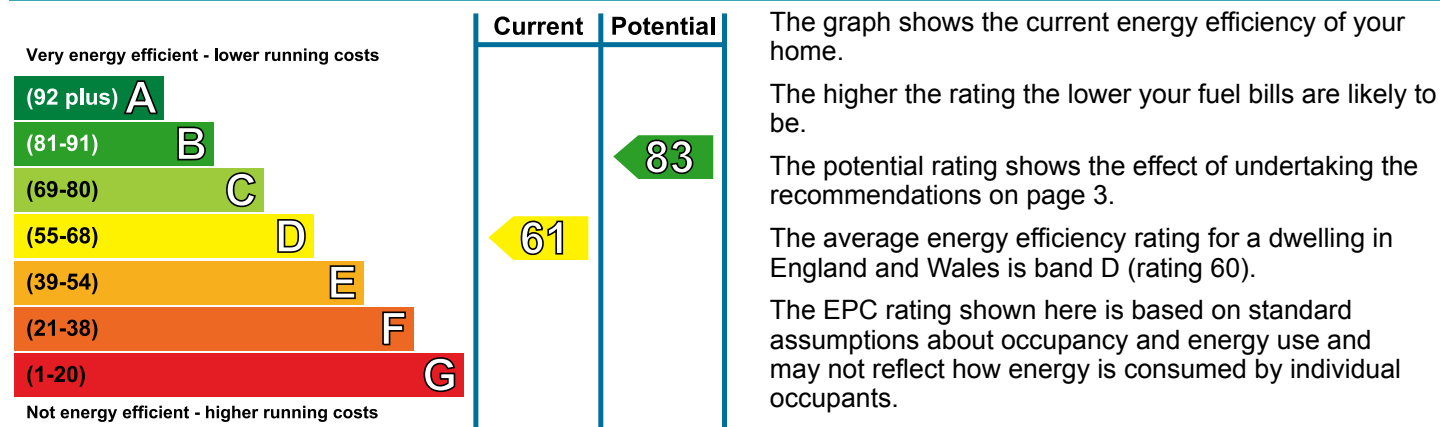 Current Potential
Very energy efficient - lower running costs
(92 plus) A
(81-91) B
(69-80) C
(55-68) D
(39-54) E
(21-38) F
(1-20) G
Not energy efficient - higher running costs
83
61
The graph shows the current energy efficiency of your
home.
The higher the rating the lower your fuel bills are likely to
be.
The potential rating shows the effect of undertaking the
recommendations on page 3.
The average energy efficiency rating for a dwelling in
England and Wales is band D (rating 60).
The EPC rating shown here is based on standard
assumptions about occupancy and energy use and
may not reflect how energy is consumed by individual
occupants.